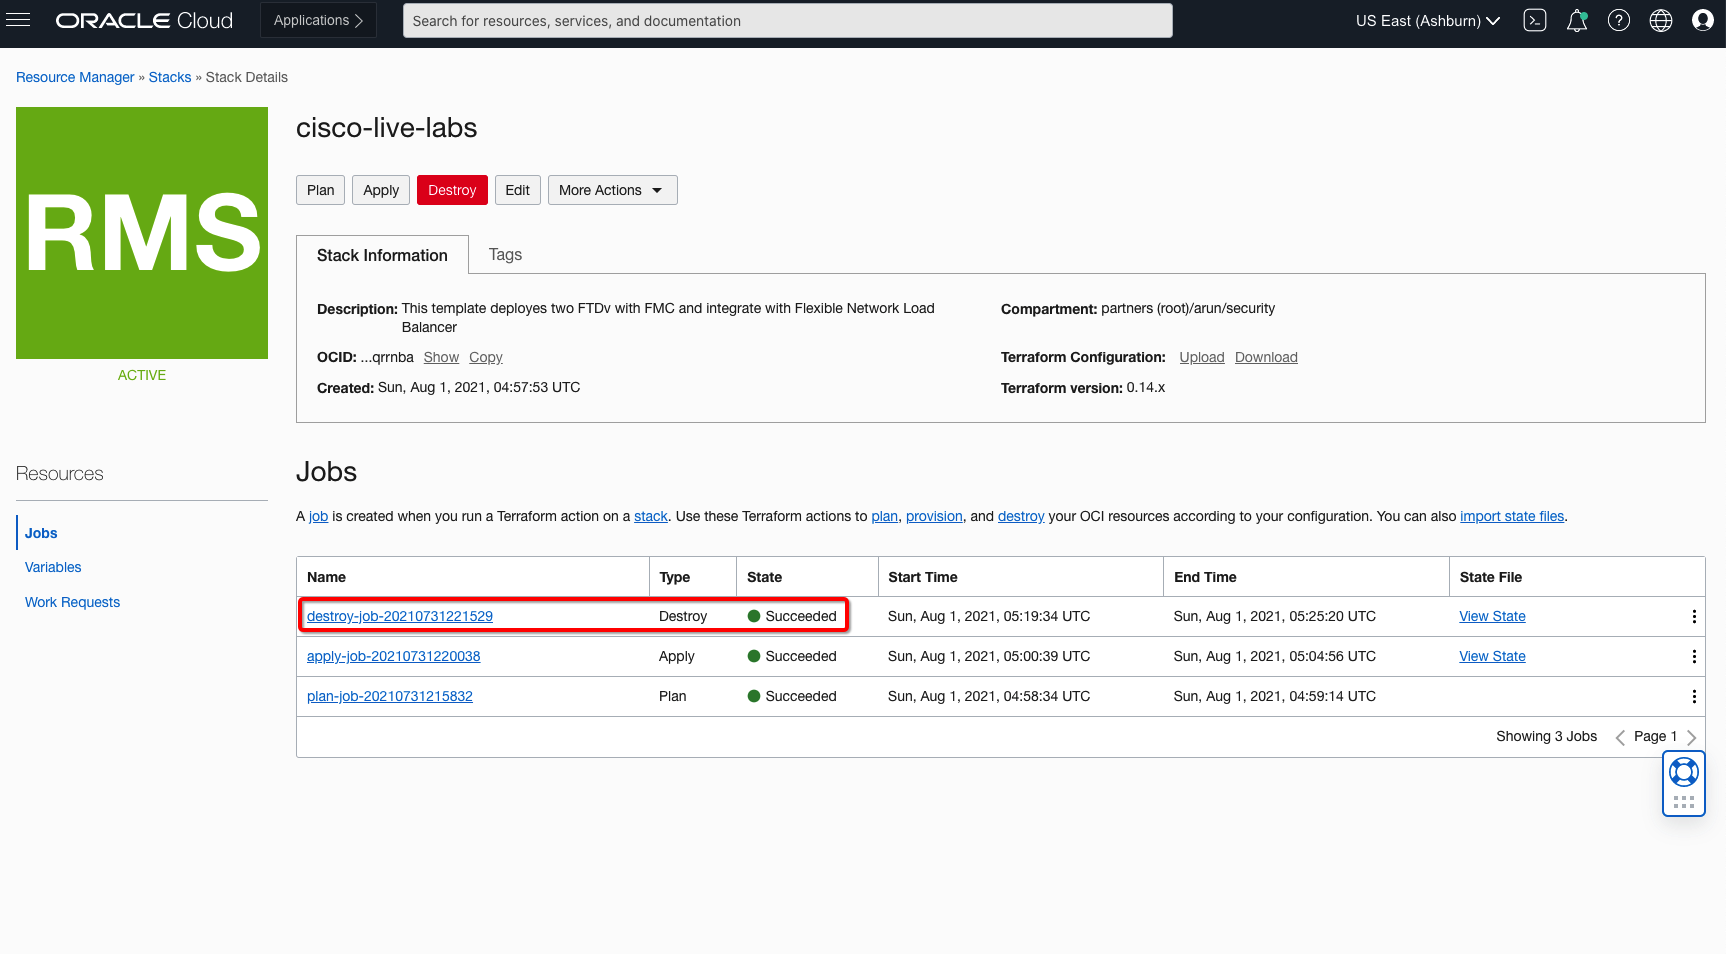 ORACLE Cloud
Applications
Search for resources, services, and documentation
US East (Ashburn)
Resource Manager » Stacks » Stack Details
RMS
ACTIVE
cisco-live-labs
Plan
Apply
Destroy
Edit
More Actions
Stack Information
Tags
Description: This template deployes two FTDv with FMC and integrate with Flexible Network Load
Balancer
OCID: ...qrrnba Show Copy
Created: Sun, Aug 1, 2021, 04:57:53 UTC
Compartment: partners (root)/arun/security
Terraform Configuration: Upload Download
Terraform version: 0.14.x
Resources
Jobs
Variables
Work Requests
Jobs
A job is created when you run a Terraform action on a stack. Use these Terraform actions to plan, provision, and destroy your OCI resources according to your configuration. You can also import state files.
Name Type State Start Time End Time State File
destroy-job-20210731221529 Destroy Succeeded Sun, Aug 1, 2021, 05:19:34 UTC Sun, Aug 1, 2021, 05:25:20 UTC View State
apply-job-20210731220038 Apply Succeeded Sun, Aug 1, 2021, 05:00:39 UTC Sun, Aug 1, 2021, 05:04:56 UTC View State
plan-job-20210731215832 Plan Succeeded Sun, Aug 1, 2021, 04:58:34 UTC Sun, Aug 1, 2021, 04:59:14 UTC
Showing 3 Jobs Page 1